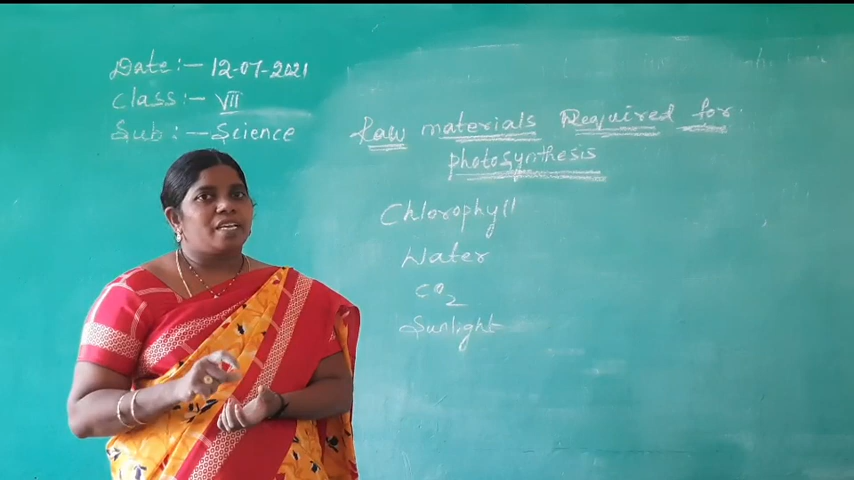 Date:- 12-07-2021
Class:- VII
Sub:- Science
Raw materials Required for
photosynthesis
Chlorophyll
Water
CO2
Sunlight